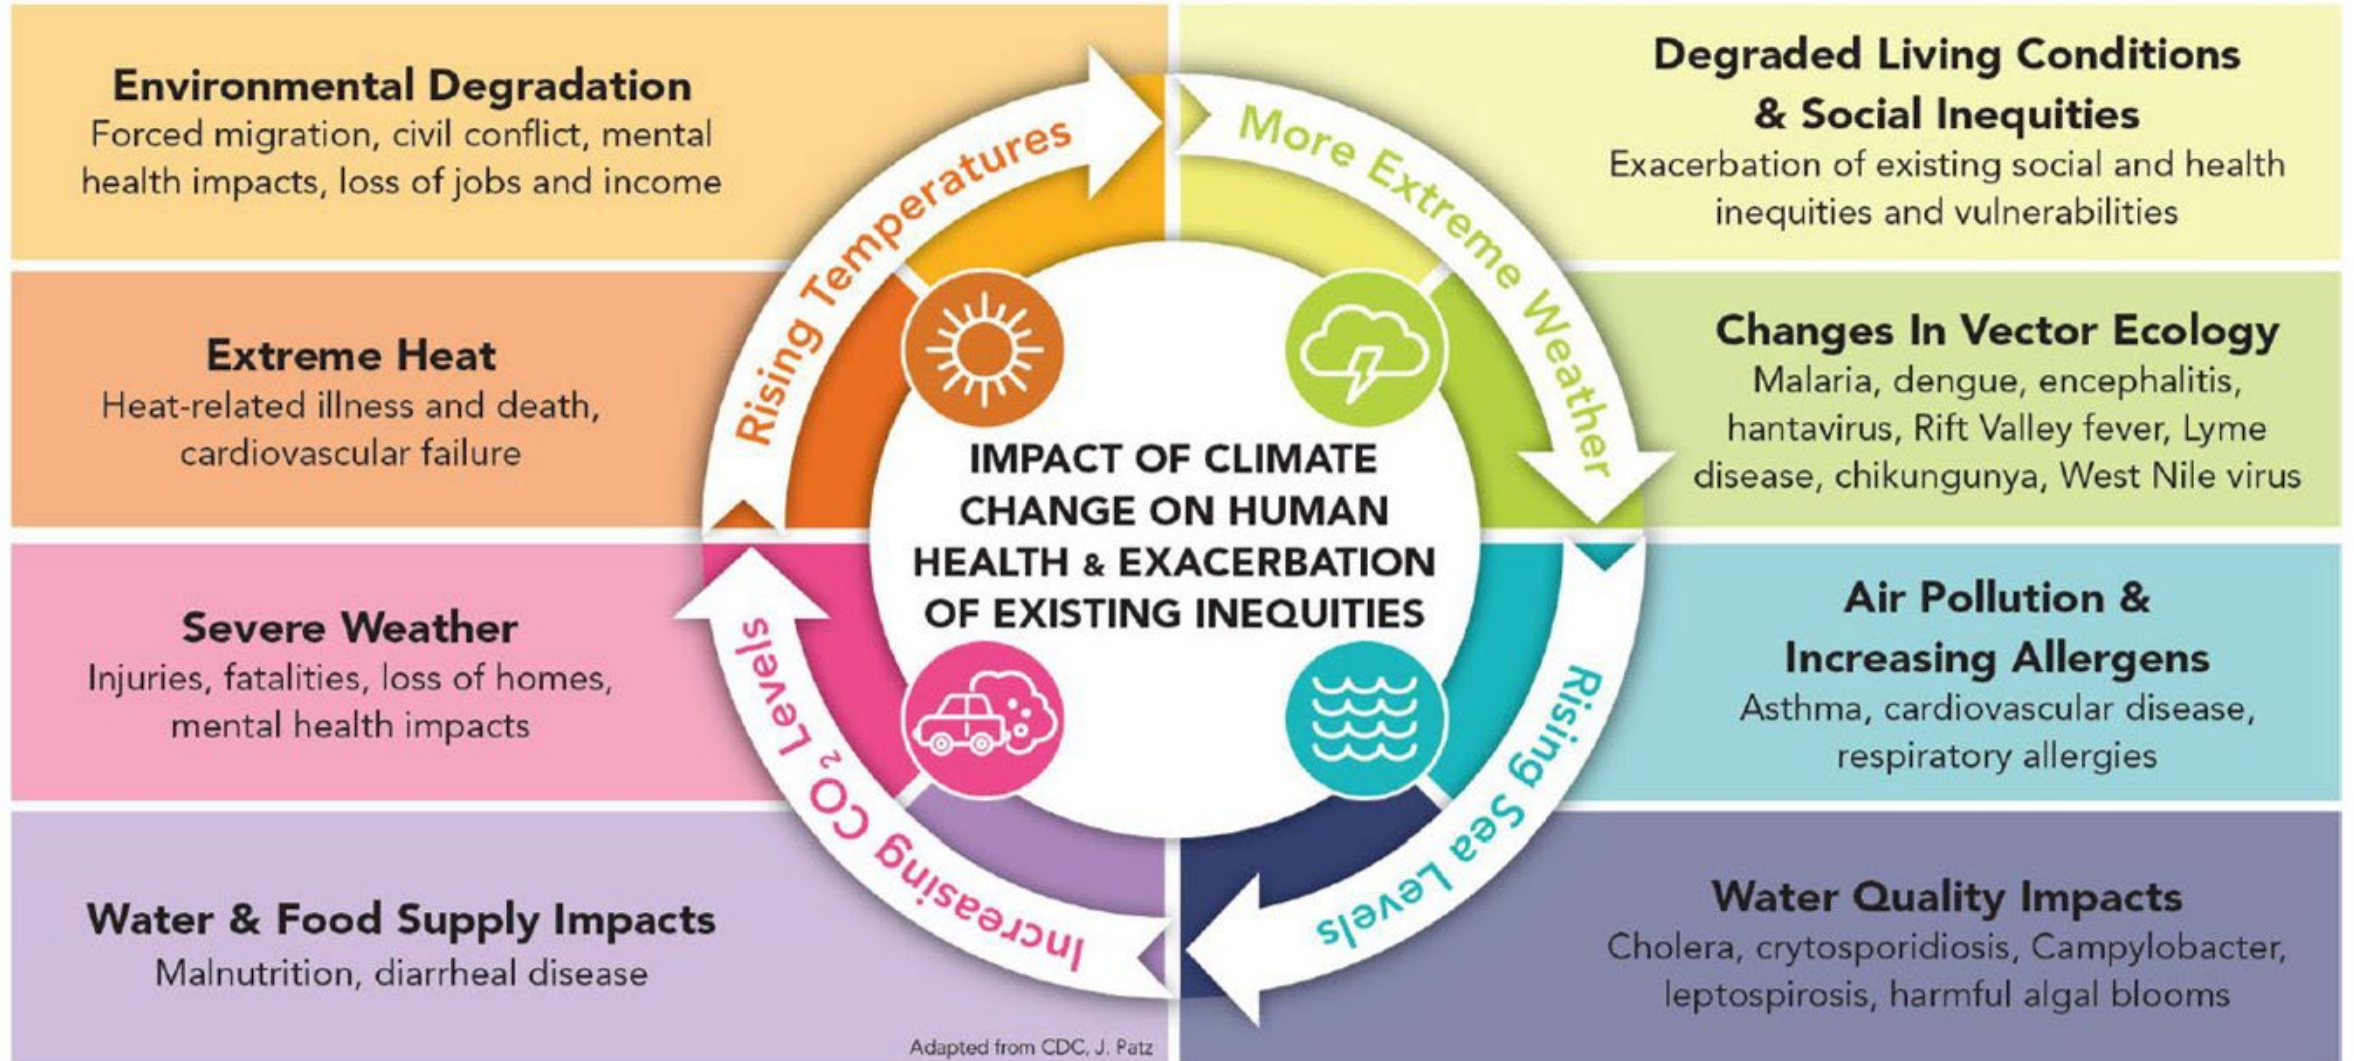 Environmental Degradation
Forced migration, civil conflict, mental
health impacts, loss of jobs and income
Extreme Heat
Heat-related illness and death,
cardiovascular failure
Severe Weather
Injuries, fatalities, loss of homes,
mental health impacts
Water & Food Supply Impacts
Malnutrition, diarrheal disease
Rising Temperatures
More Extreme Weather
Rising Sea Levels
Increasing CO₂ Levels
IMPACT OF CLIMATE
CHANGE ON HUMAN
HEALTH & EXACERBATION
OF EXISTING INEQUITIES
Degraded Living Conditions
& Social Inequities
Exacerbation of existing social and health
inequities and vulnerabilities
Changes In Vector Ecology
Malaria, dengue, encephalitis,
hantavirus, Rift Valley fever, Lyme
disease, chikungunya, West Nile virus
Air Pollution &
Increasing Allergens
Asthma, cardiovascular disease,
respiratory allergies
Water Quality Impacts
Cholera, crytosporidiosis, Campylobacter,
leptospirosis, harmful algal blooms
Adapted from CDC, J. Patz